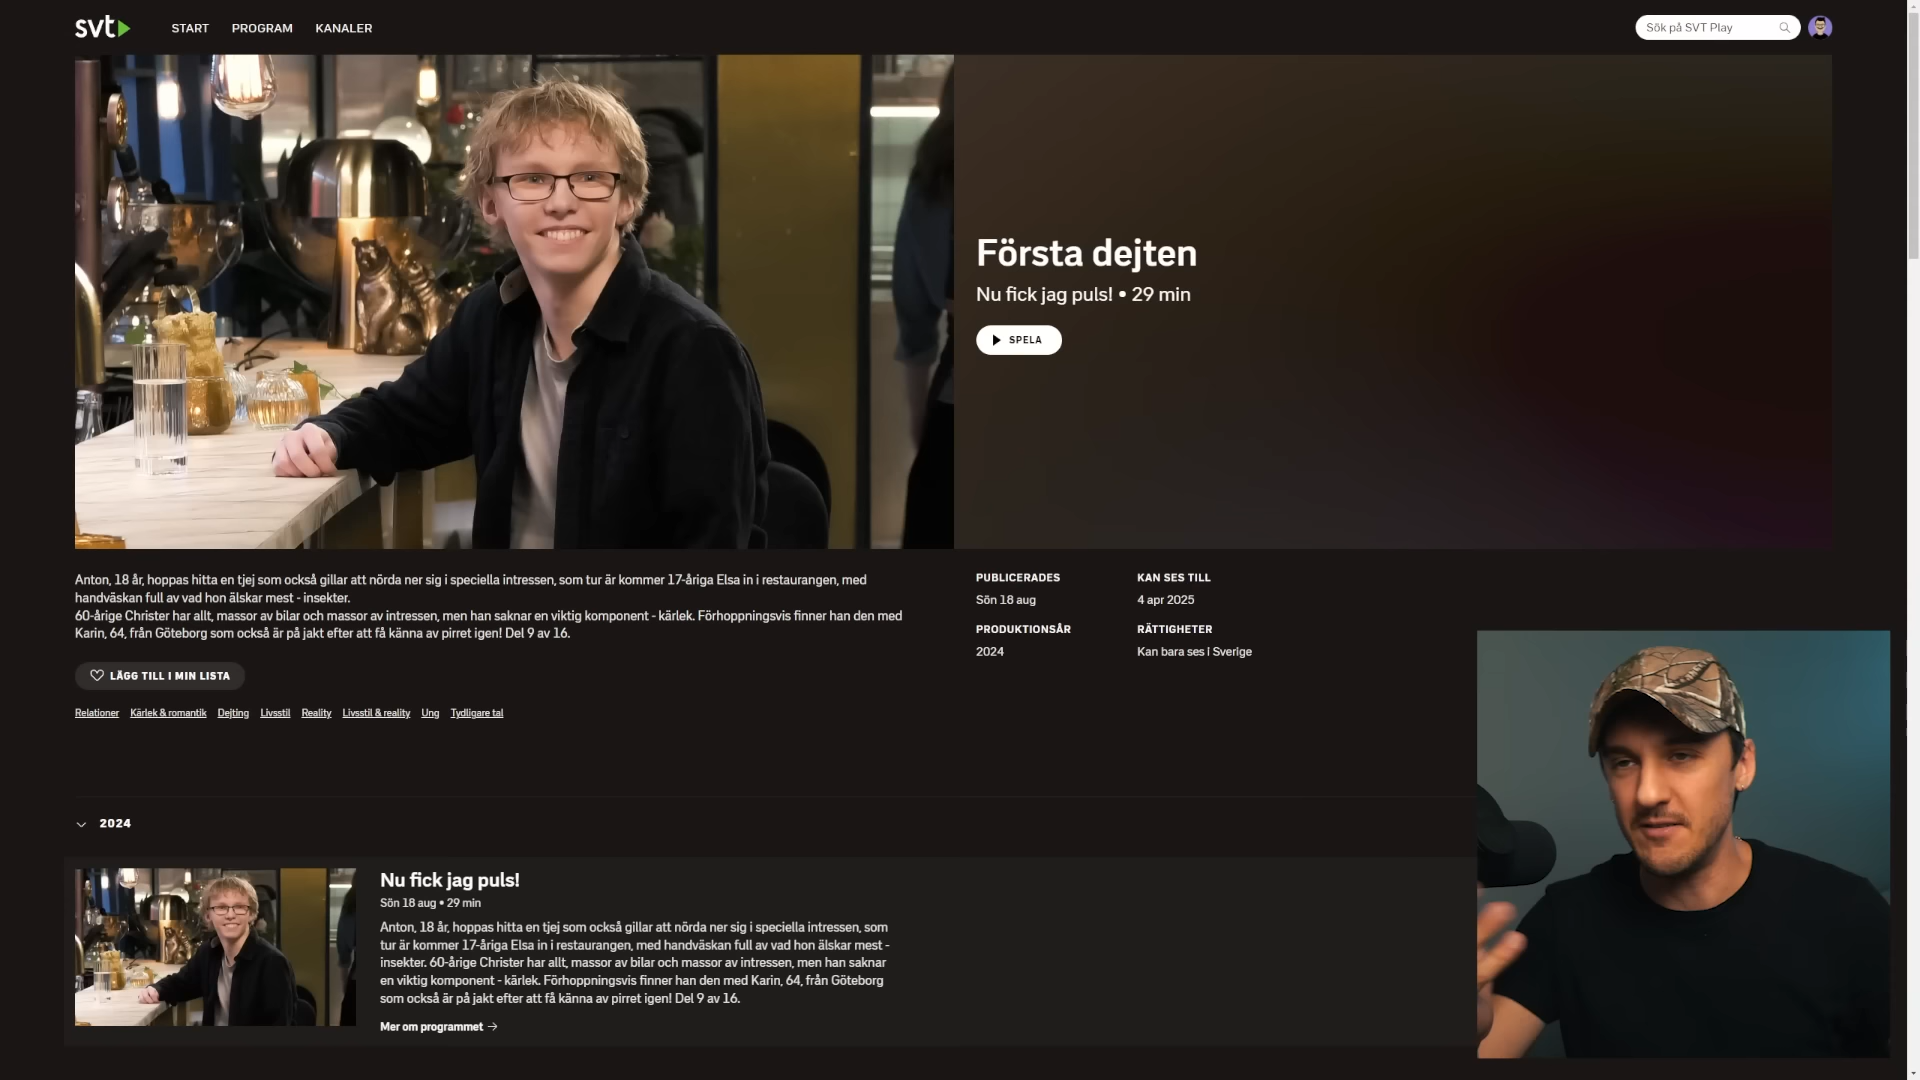 svt
START PROGRAM KANALER
Sök på SVT Play
Första dejten
Nu fick jag puls! • 29 min
SPELA
Anton, 18 år, hoppas hitta en tjej som också gillar att nörda ner sig i speciella intressen, som tur är kommer 17-åriga Elsa in i restaurangen, med
handväskan full av vad hon älskar mest - insekter.
60-årige Christer har allt, massor av bilar och massor av intressen, men han saknar en viktig komponent - kärlek. Förhoppningsvis finner han den med
Karin, 64, från Göteborg som också är på jakt efter att få känna av pirret igen! Del 9 av 16.
LÄGG TILL I MIN LISTA
Relationer Kärlek & romantik Dejting Livsstil Reality Livsstil & reality Ung Tydligare tal
PUBLICERADES
Sön 18 aug
KAN SES TILL
4 apr 2025
PRODUKTIONSÅR
2024
RÄTTIGHETER
Kan bara ses i Sverige
2024
Nu fick jag puls!
Sön 18 aug • 29 min
Anton, 18 år, hoppas hitta en tjej som också gillar att nörda ner sig i speciella intressen, som
tur är kommer 17-åriga Elsa in i restaurangen, med handväskan full av vad hon älskar mest -
insekter. 60-årige Christer har allt, massor av bilar och massor av intressen, men han saknar
en viktig komponent - kärlek. Förhoppningsvis finner han den med Karin, 64, från Göteborg
som också är på jakt efter att få känna av pirret igen! Del 9 av 16.
Mer om programmet →